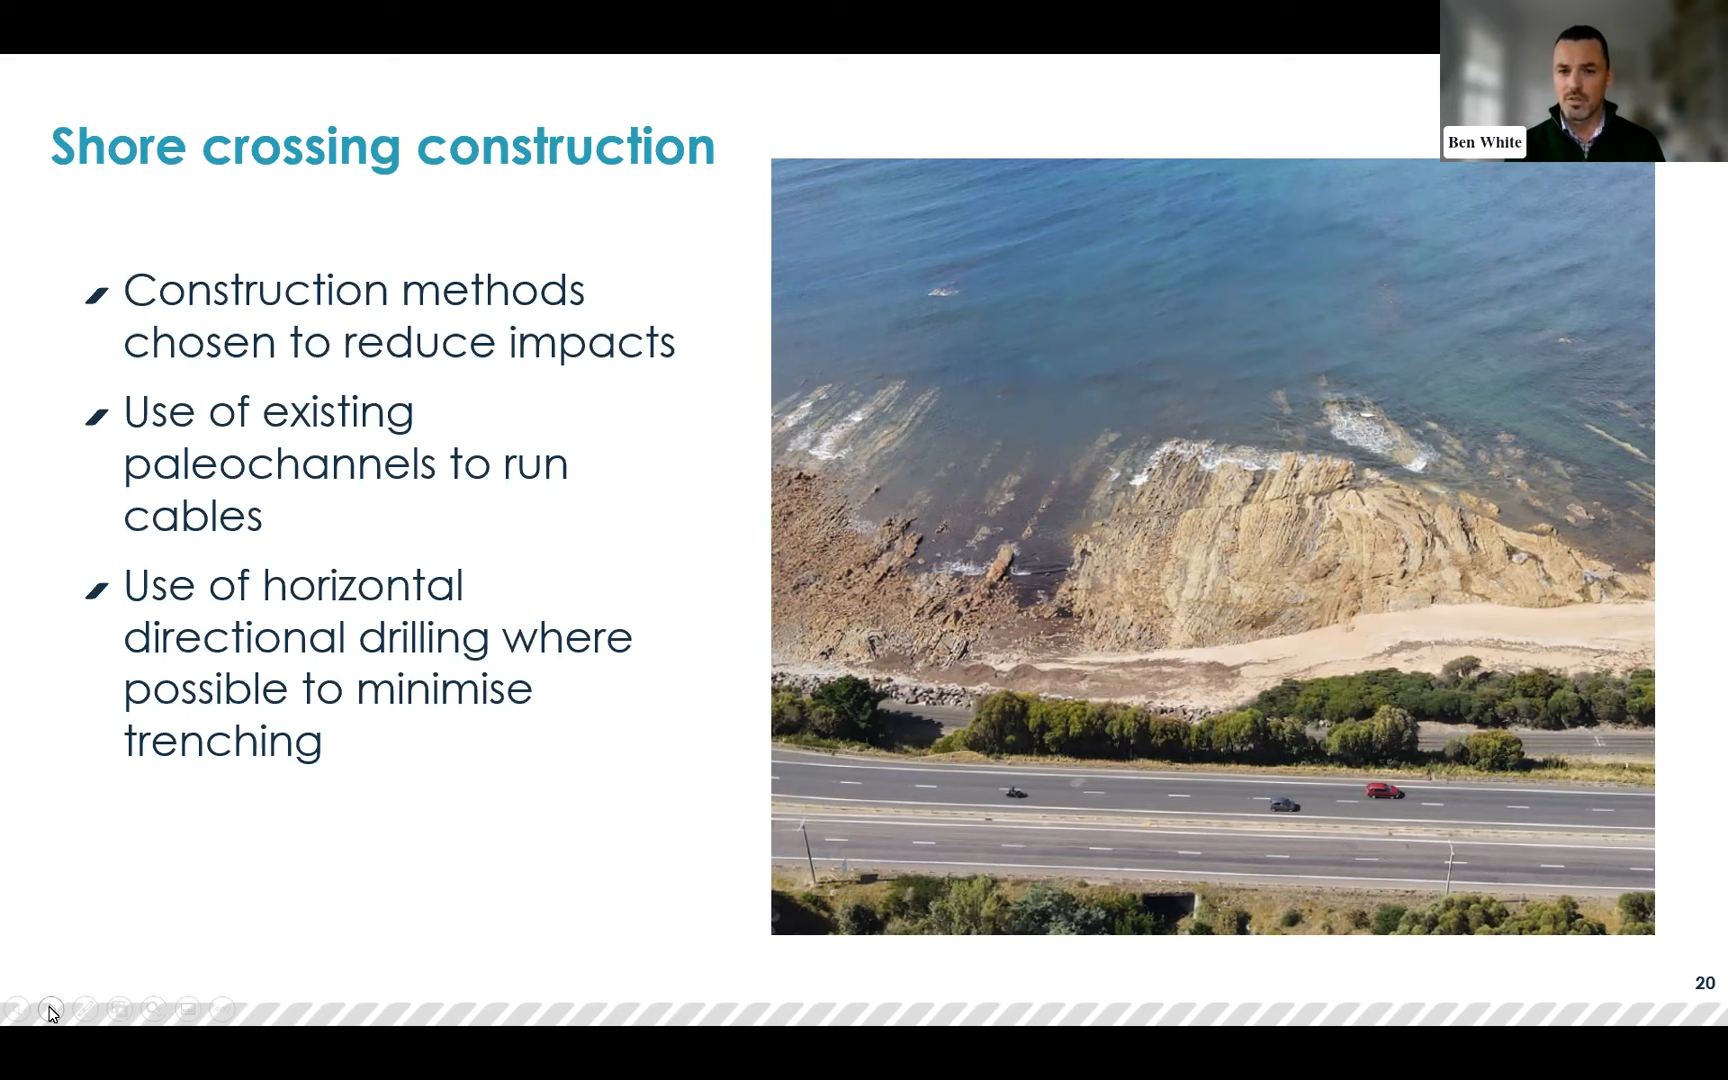 Ben White
Shore crossing construction
Construction methods
chosen to reduce impacts
Use of existing
paleochannels to run
cables
Use of horizontal
directional drilling where
possible to minimise
trenching
20